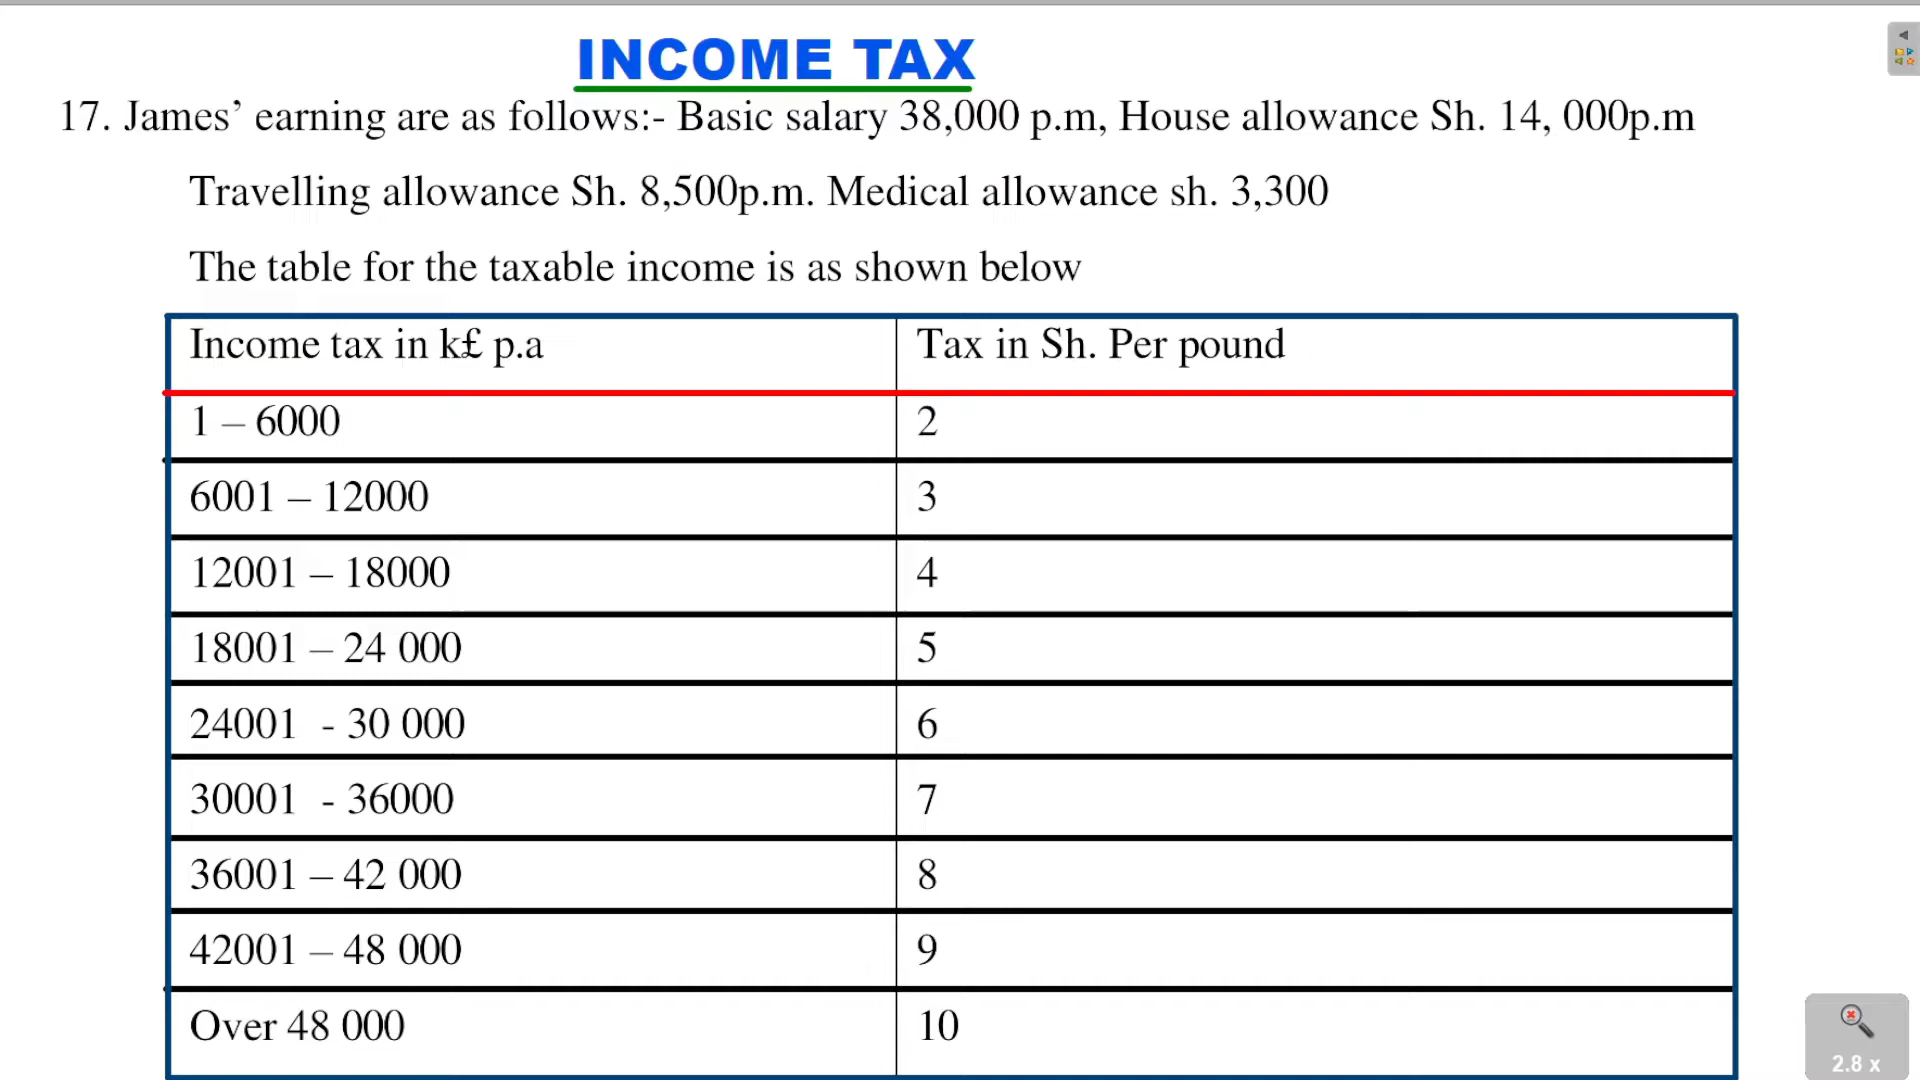 INCOME TAX
17. James’ earning are as follows:- Basic salary 38,000 p.m, House allowance Sh. 14, 000p.m
Travelling allowance Sh. 8,500p.m. Medical allowance sh. 3,300
The table for the taxable income is as shown below
Income tax in k£ p.a Tax in Sh. Per pound
1 – 6000 2
6001 – 12000 3
12001 – 18000 4
18001 – 24 000 5
24001 - 30 000 6
30001 - 36000 7
36001 – 42 000 8
42001 – 48 000 9
Over 48 000 10
2.8 x